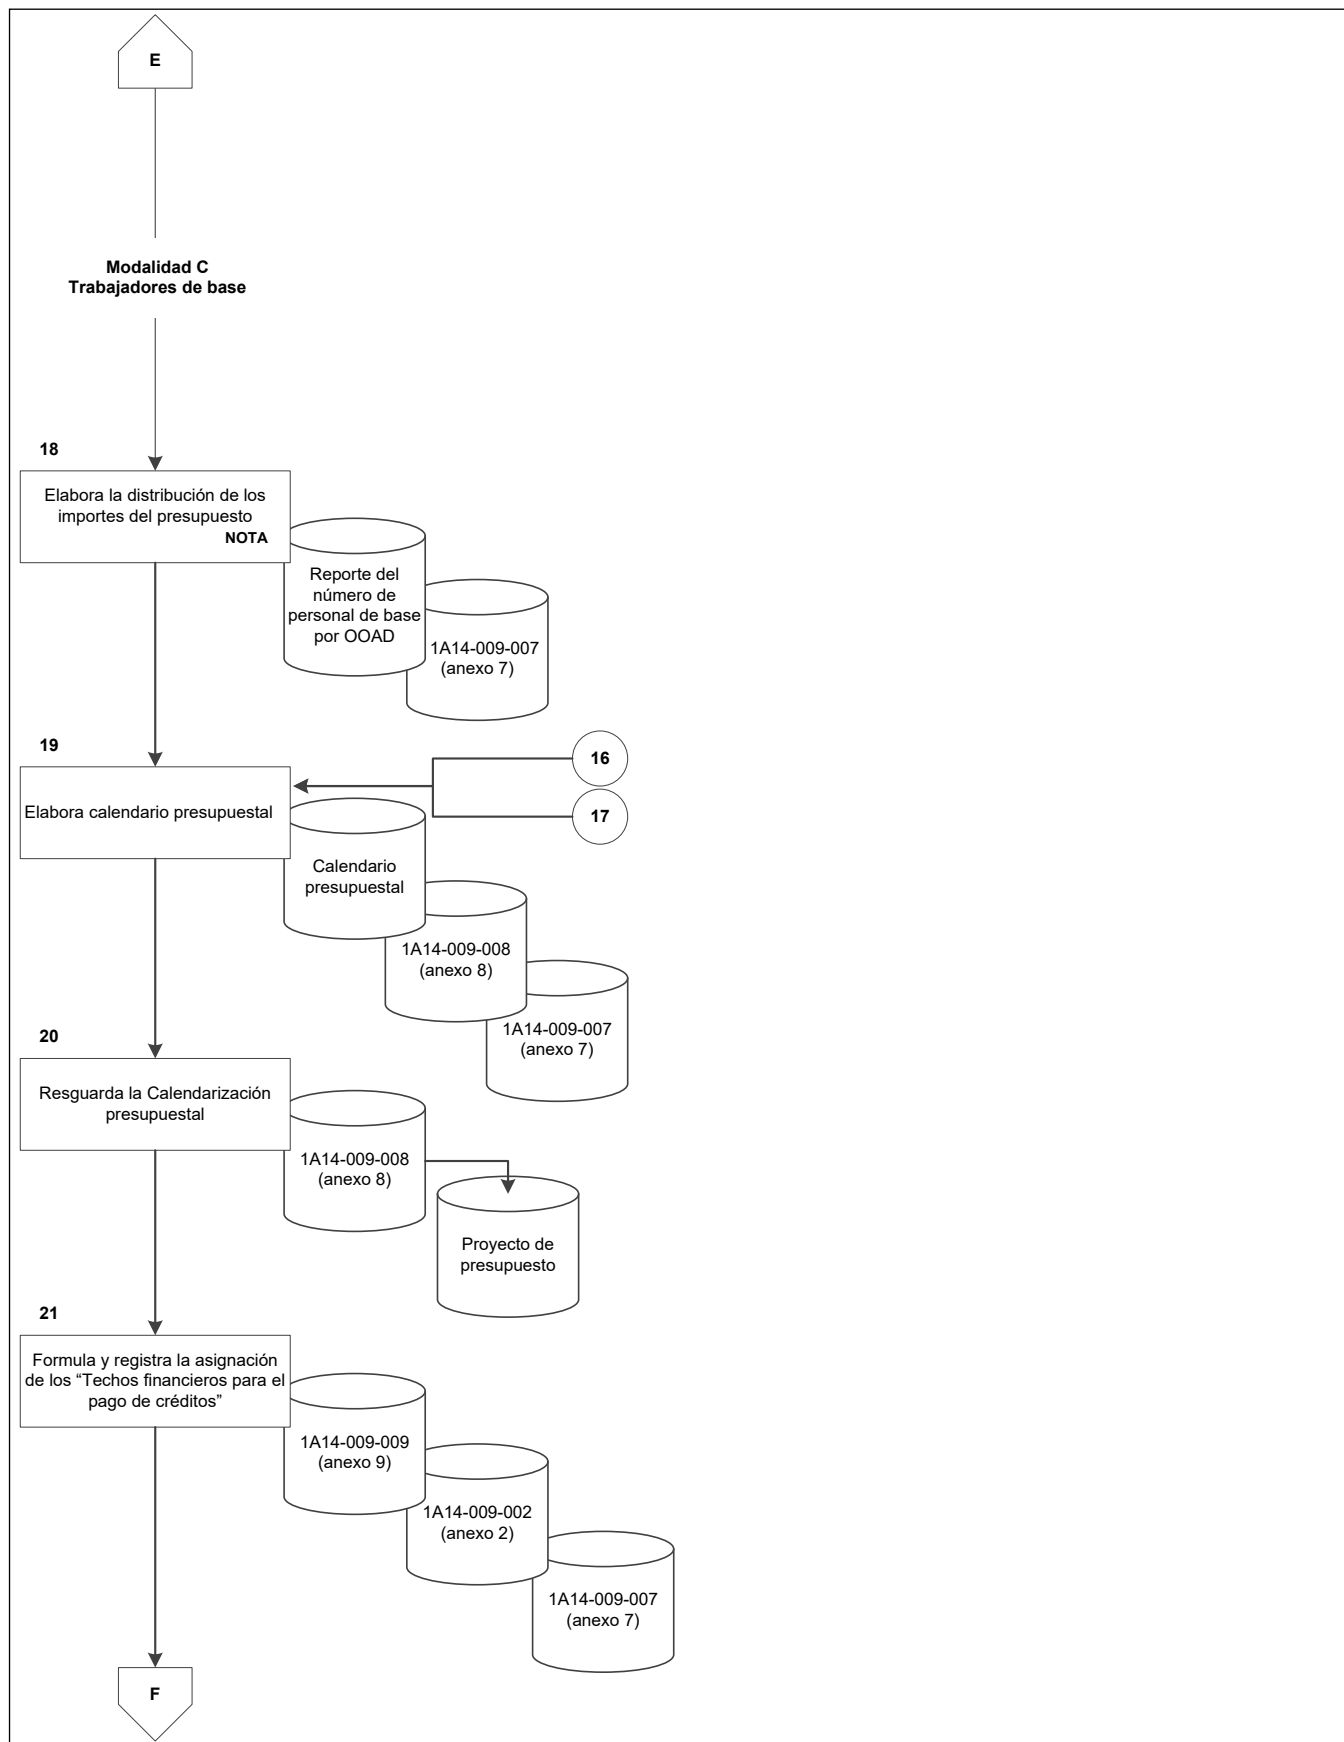 E
Modalidad C
Trabajadores de base
18
Elabora la distribución de los
importes del presupuesto
NOTA
Reporte del
número de
personal de base
por OOAD
1A14-009-007
(anexo 7)
19
Elabora calendario presupuestal
16
17
Calendario
presupuestal
1A14-009-008
(anexo 8)
1A14-009-007
(anexo 7)
20
Resguarda la Calendarización
presupuestal
1A14-009-008
(anexo 8)
Proyecto de
presupuesto
21
Formula y registra la asignación
de los “Techos financieros para el
pago de créditos”
1A14-009-009
(anexo 9)
1A14-009-002
(anexo 2)
1A14-009-007
(anexo 7)
F